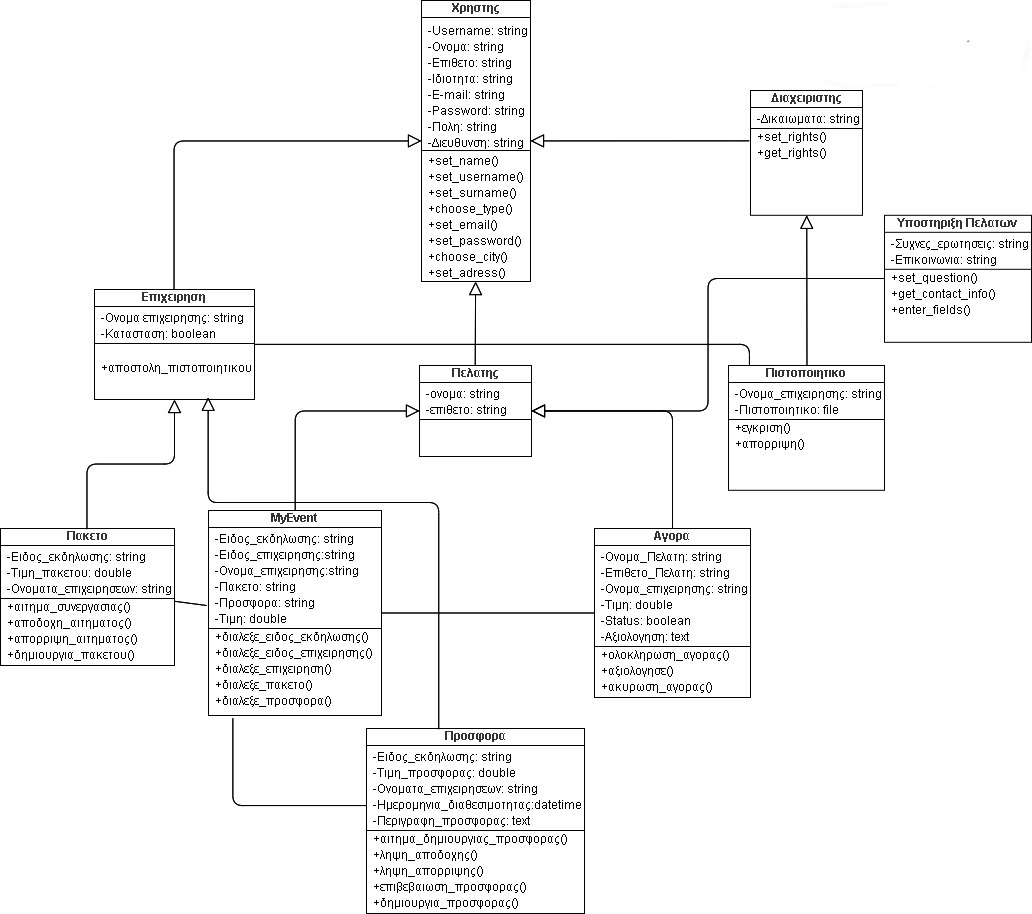 Χρηστης
-Username: string
-Ονομα: string
-Επιθετο: string
-Ιδιοτητα: string
-E-mail: string
-Password: string
-Πολη: string
-Διευθυνση: string
+set_name()
+set_username()
+set_surname()
+choose_type()
+set_email()
+set_password()
+choose_city()
+set_adress()
Διαχειριστης
-Δικαιωματα: string
+set_rights()
+get_rights()
Υποστηριξη Πελατων
-Συχνες_ερωτησεις: string
-Επικοινωνια: string
+set_question()
+get_contact_info()
+enter_fields()
Επιχειρηση
-Ονομα επιχειρησης: string
-Κατασταση: boolean
+αποστολη_πιστοποιητικου
Πελατης
-ονομα: string
-επιθετο: string
Πιστοποιητικο
-Ονομα_επιχειρησης: string
-Πιστοποιητικο: file
+εγκριση()
+απορριψη()
Πακετο
-Ειδος_εκδηλωσης: string
-Τιμη_πακετου: double
-Ονοματα_επιχειρησεων: string
+αιτημα_συνεργασιας()
+αποδοχη_αιτηματος()
+απορριψη_αιτηματος()
+δημιουργια_πακετου()
MyEvent
-Ειδος_εκδηλωσης: string
-Ειδος_επιχειρησης:string
-Ονομα_επιχειρησης:string
-Πακετο: string
-Προσφορα: string
-Τιμη: double
+διαλεξε_ειδος_εκδηλωσης()
+διαλεξε_ειδος_επιχειρησης()
+διαλεξε_επιχειρηση()
+διαλεξε_πακετο()
+διαλεξε_προσφορα()
Αγορα
-Ονομα_Πελατη: string
-Επιθετο_Πελατη: string
-Ονομα_επιχειρησης: string
-Τιμη: double
-Status: boolean
-Αξιολογηση: text
+ολοκληρωση_αγορας()
+αξιολογησε()
+ακυρωση_αγορας()
Προσφορα
-Ειδος_εκδηλωσης: string
-Τιμη_προσφορας: double
-Ονοματα_επιχειρησεων: string
-Ημερομηνια_διαθεσιμοτητας:datetime
-Περιγραφη_προσφορας: text
+αιτημα_δημιουργιας_προσφορας()
+ληψη_αποδοχης()
+ληψη_απορριψης()
+επιβεβαιωση_προσφορας()
+δημιουργια_προσφορας()